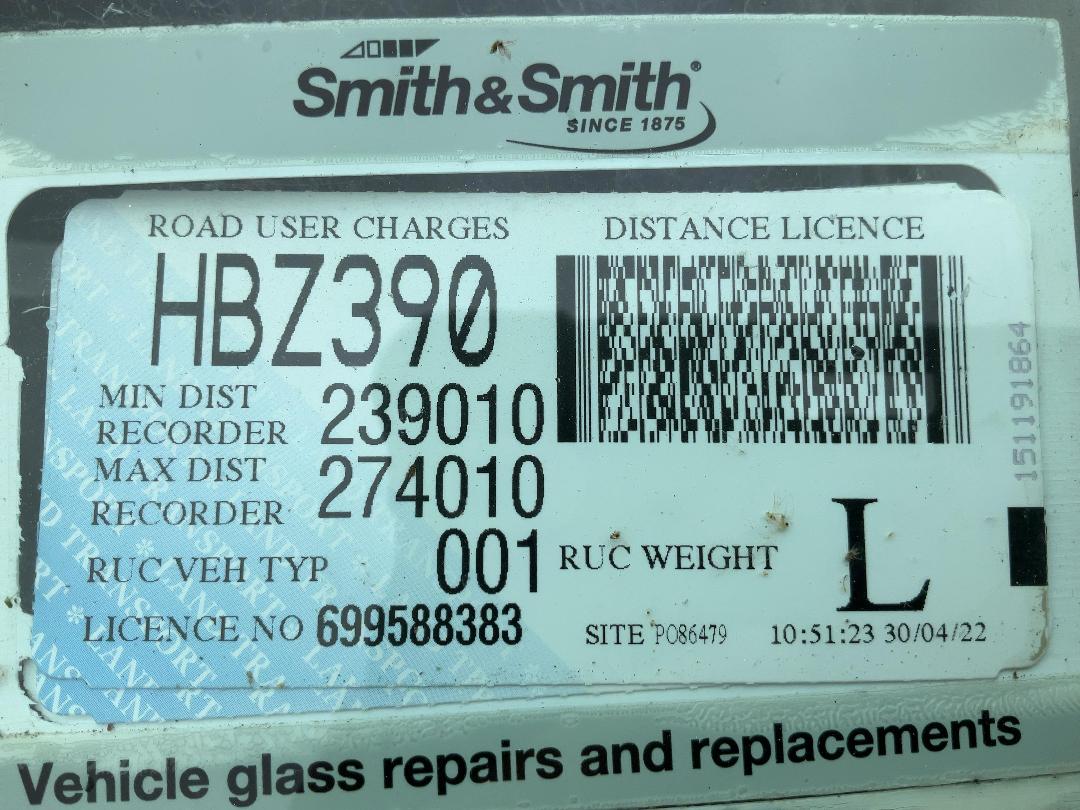 Smith&Smith®
SINCE 1875
ROAD USER CHARGES DISTANCE LICENCE
HBZ390
MIN DIST RECORDER 239010
MAX DIST RECORDER 274010
RUC VEH TYP 001 RUC WEIGHT L
LICENCE NO 699588383 SITE PO86479 10:51:23 30/04/22
151191864
Vehicle glass repairs and replacements